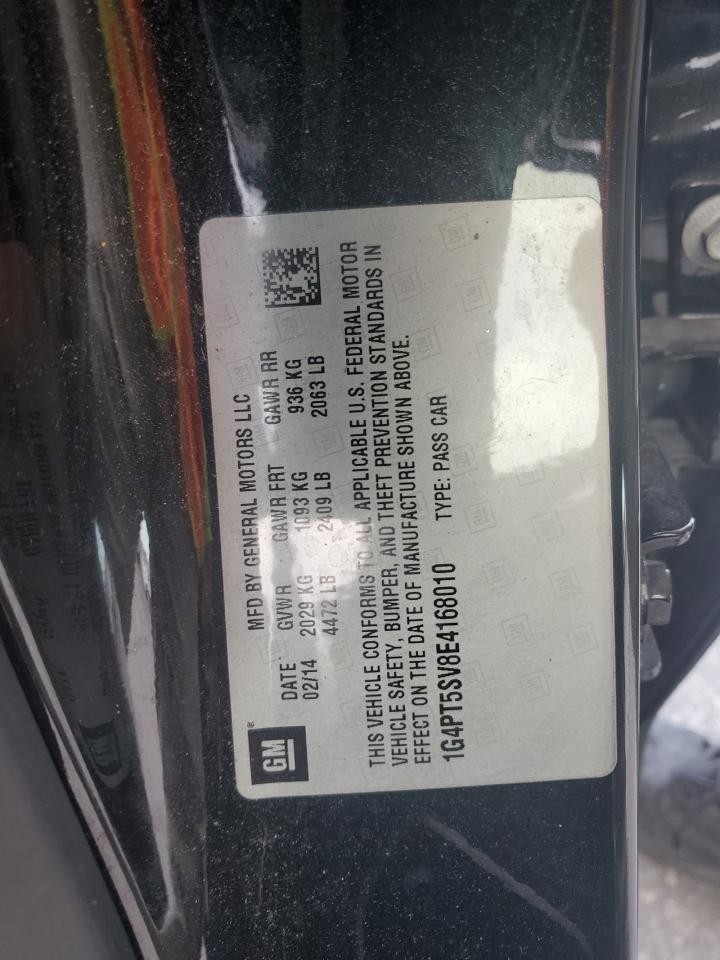 GM ®
MFD BY GENERAL MOTORS LLC
DATE GVWR GAWR FRT GAWR RR
02/14 2029 KG 1093 KG 936 KG
4472 LB 2409 LB 2063 LB
THIS VEHICLE CONFORMS TO ALL APPLICABLE U.S. FEDERAL MOTOR
VEHICLE SAFETY, BUMPER, AND THEFT PREVENTION STANDARDS IN
EFFECT ON THE DATE OF MANUFACTURE SHOWN ABOVE.
1G4PT5SV8E4168010 TYPE: PASS CAR